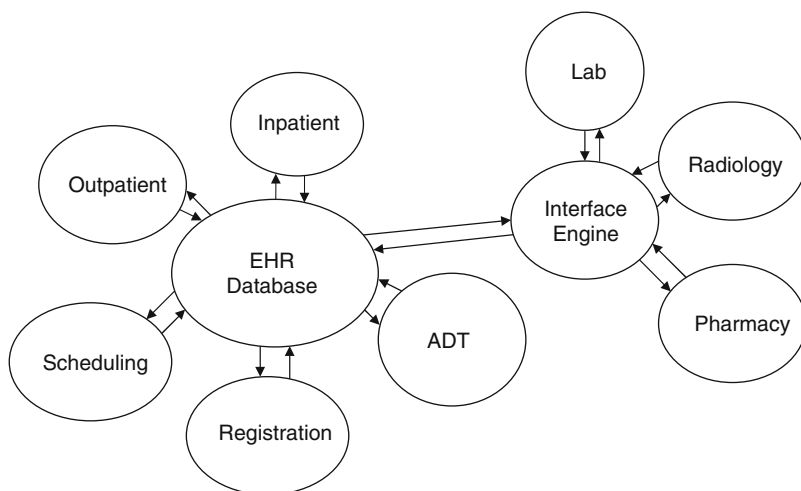 Lab
Inpatient
Radiology
Outpatient
Interface
Engine
EHR
Database
Pharmacy
ADT
Scheduling
Registration